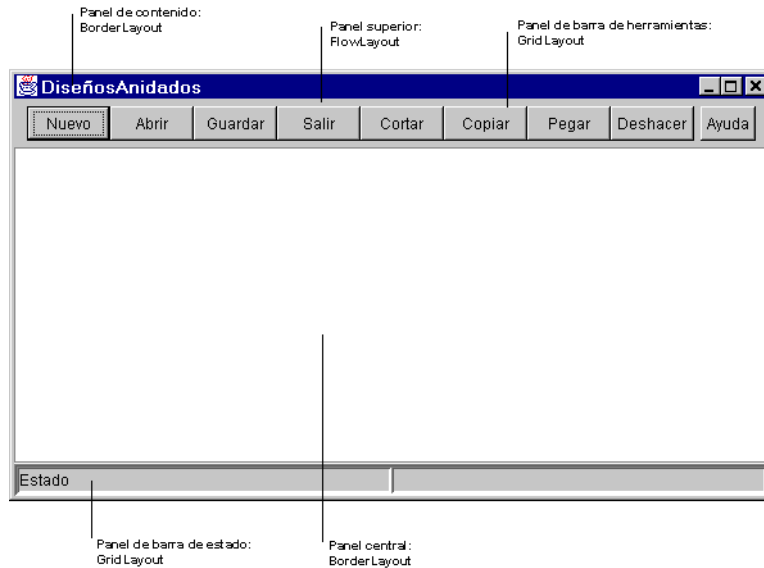 Panel de contenido:
BorderLayout
Panel superior:
FlowLayout
Panel de barra de herramientas:
GridLayout
DiseñosAnidados
Nuevo Abrir Guardar Salir Cortar Copiar Pegar Deshacer Ayuda
Estado
Panel de barra de estado:
GridLayout
Panel central:
BorderLayout